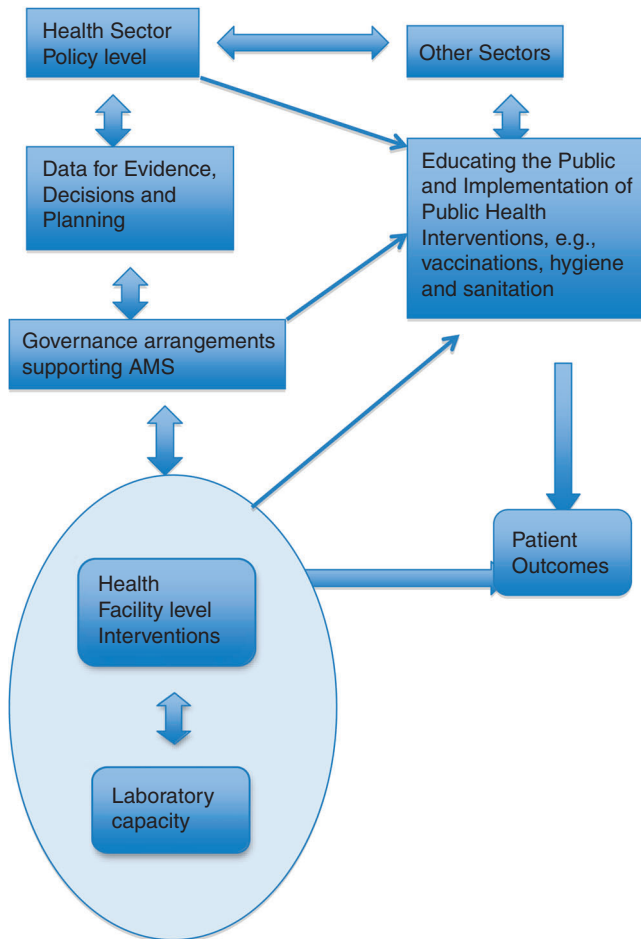 Health Sector
Policy level
Other Sectors
Data for Evidence,
Decisions and
Planning
Educating the Public
and Implementation of
Public Health
Interventions, e.g.,
vaccinations, hygiene
and sanitation
Governance arrangements
supporting AMS
Patient
Outcomes
Health
Facility level
Interventions
Laboratory
capacity